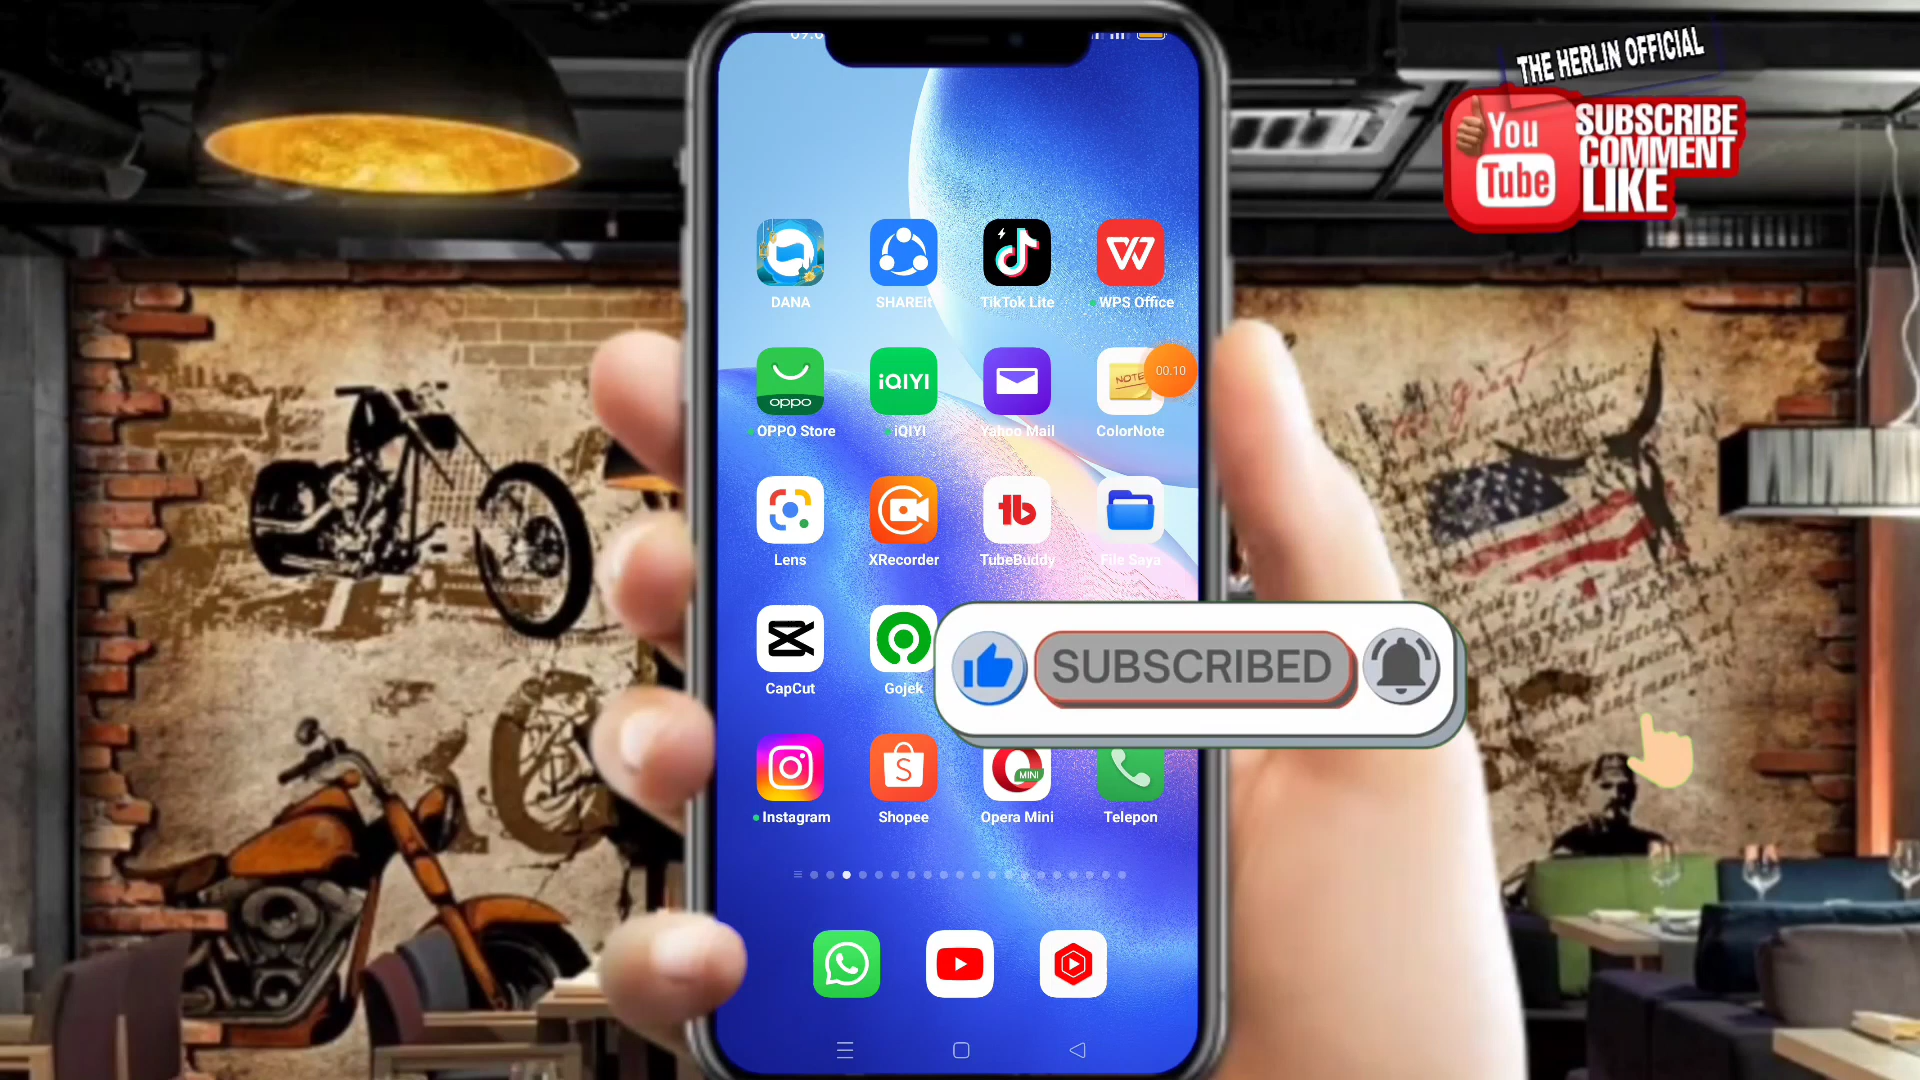 THE HERLIN OFFICIAL
You
Tube
SUBSCRIBE
COMMENT
LIKE
DANA
SHAREit
TikTok Lite
WPS Office
OPPO
iQIYI
NOTE
00.10
OPPO Store
iQIYI
Yahoo Mail
ColorNote
Lens
XRecorder
TubeBuddy
File Saya
SUBSCRIBED
CapCut
Gojek
MINI
Instagram
Shopee
Opera Mini
Telepon